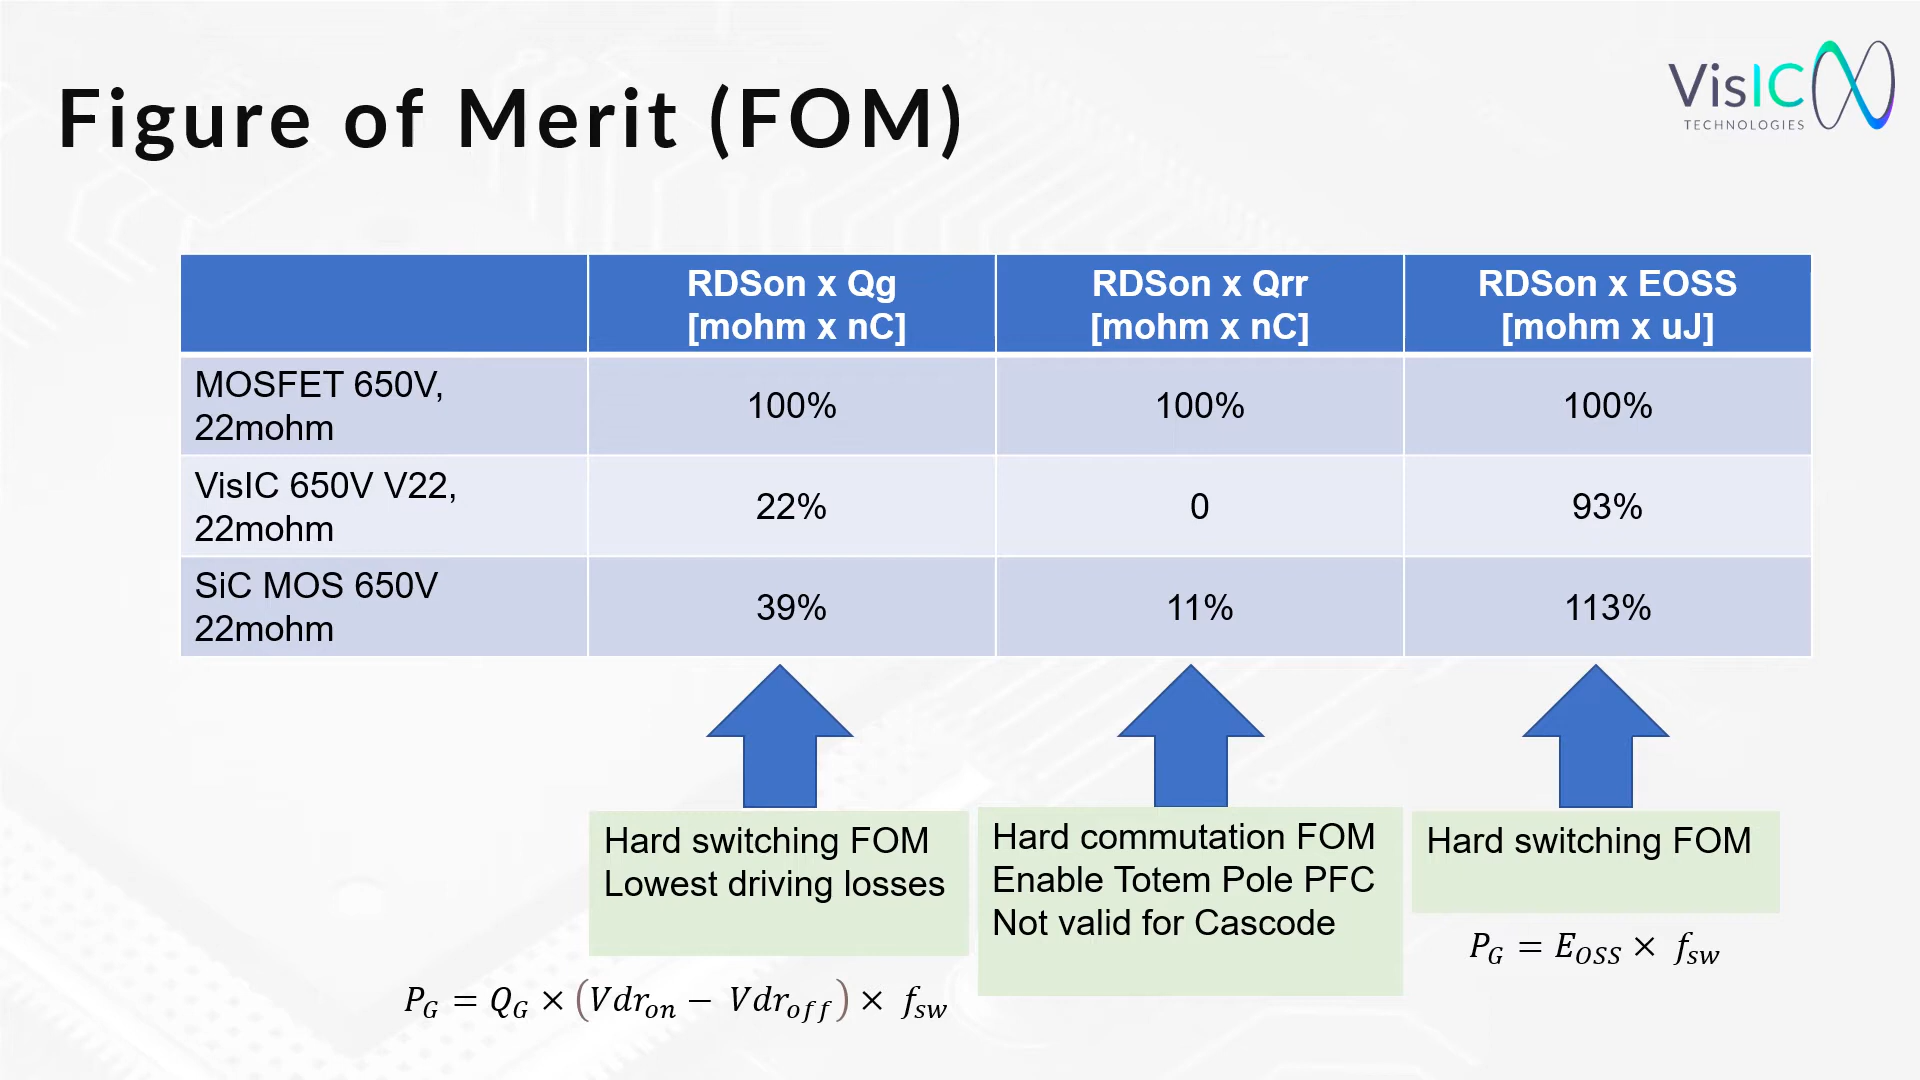 Figure of Merit (FOM)
VisIC
TECHNOLOGIES
RDSon x Qg
[mohm x nC]
RDSon x Qrr
[mohm x nC]
RDSon x EOSS
[mohm x uJ]
MOSFET 650V,
22mohm
100%
100%
100%
VisIC 650V V22,
22mohm
22%
0
93%
SiC MOS 650V
22mohm
39%
11%
113%
Hard switching FOM
Lowest driving losses
Hard commutation FOM
Enable Totem Pole PFC
Not valid for Cascode
Hard switching FOM
P_G = Q_G × (Vdr_on − Vdr_off) × f_sw
P_G = E_OSS × f_sw